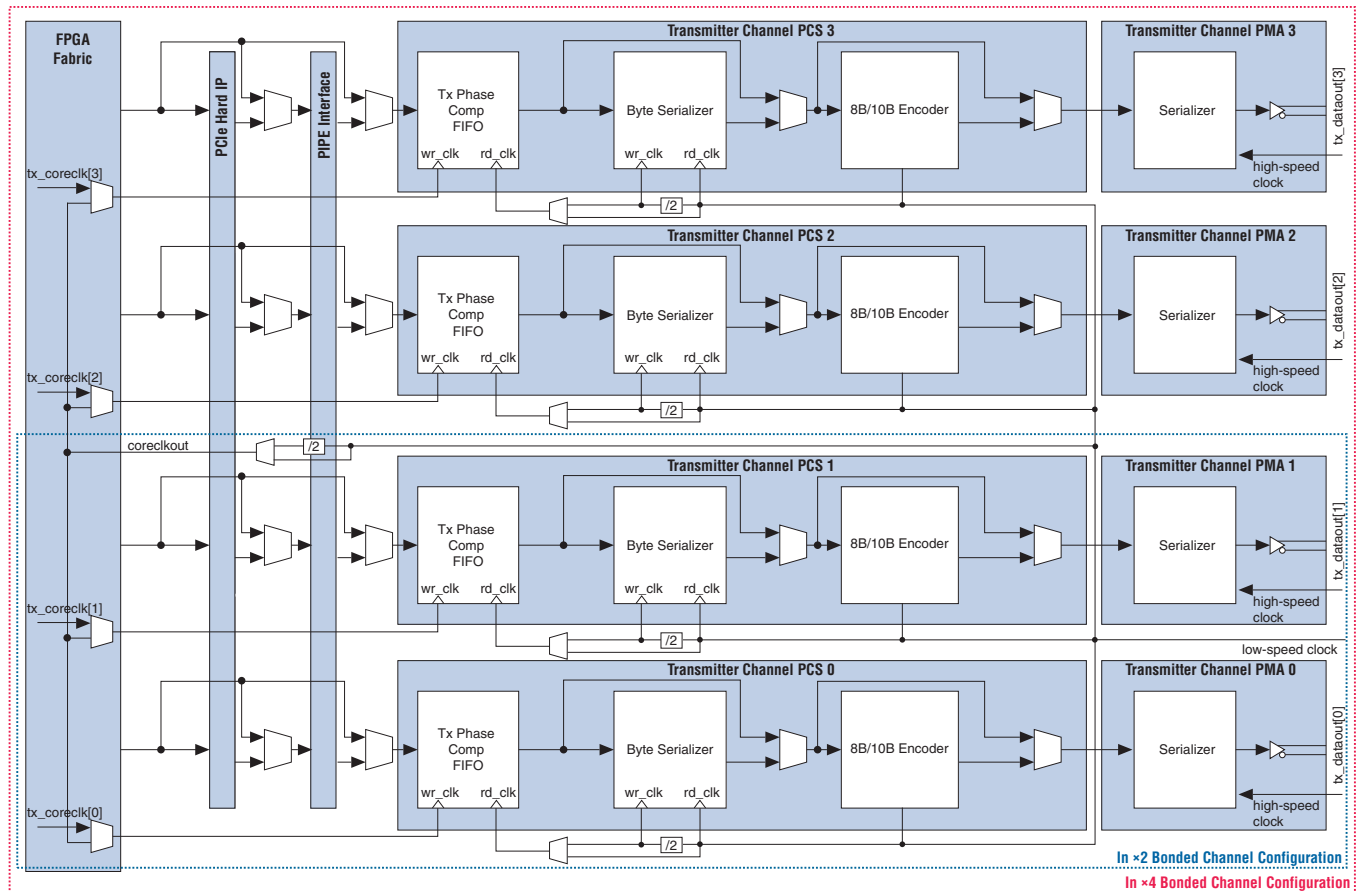 FPGA
Fabric
PCIe Hard IP
PIPE Interface
Transmitter Channel PCS 3
Transmitter Channel PMA 3
Tx Phase
Comp
FIFO
wr_clk
rd_clk
Byte Serializer
wr_clk
rd_clk
8B/10B Encoder
Serializer
high-speed
clock
tx_dataout[3]
tx_coreclk[3]
/2
Transmitter Channel PCS 2
Transmitter Channel PMA 2
Tx Phase
Comp
FIFO
wr_clk
rd_clk
Byte Serializer
wr_clk
rd_clk
8B/10B Encoder
Serializer
high-speed
clock
tx_dataout[2]
tx_coreclk[2]
/2
coreclkout
/2
Transmitter Channel PCS 1
Transmitter Channel PMA 1
Tx Phase
Comp
FIFO
wr_clk
rd_clk
Byte Serializer
wr_clk
rd_clk
8B/10B Encoder
Serializer
high-speed
clock
tx_dataout[1]
tx_coreclk[1]
/2
low-speed clock
Transmitter Channel PCS 0
Transmitter Channel PMA 0
Tx Phase
Comp
FIFO
wr_clk
rd_clk
Byte Serializer
wr_clk
rd_clk
8B/10B Encoder
Serializer
high-speed
clock
tx_dataout[0]
tx_coreclk[0]
/2
In ×2 Bonded Channel Configuration
In ×4 Bonded Channel Configuration